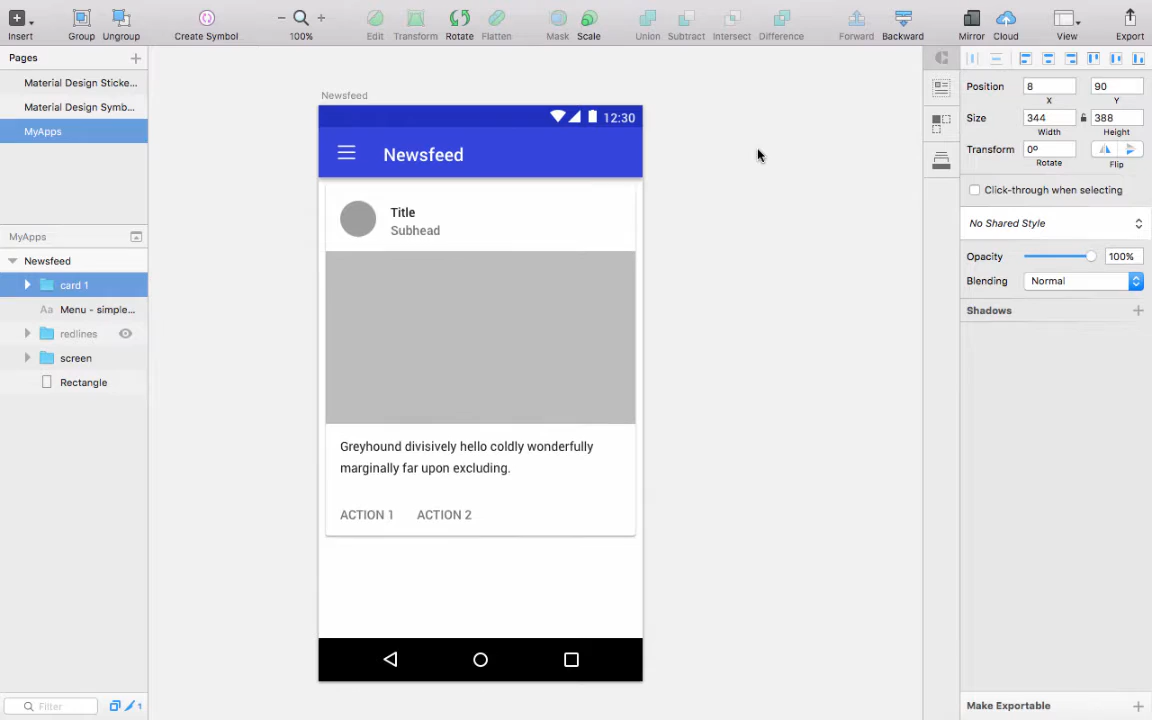 Insert
Group
Ungroup
Create Symbol
100%
Edit
Transform
Rotate
Flatten
Mask
Scale
Union
Subtract
Intersect
Difference
Forward
Backward
Mirror
Cloud
View
Export
Pages
Material Design Sticke...
Material Design Symb...
MyApps
MyApps
Newsfeed
card 1
Aa Menu - simple...
redlines
screen
Rectangle
Filter
1
Newsfeed
12:30
Newsfeed
Title
Subhead
Greyhound divisively hello coldly wonderfully
marginally far upon excluding.
ACTION 1 ACTION 2
Position 8 90
X Y
Size 344 388
Width Height
Transform 0º
Rotate Flip
Click-through when selecting
No Shared Style
Opacity 100%
Blending Normal
Shadows
Make Exportable